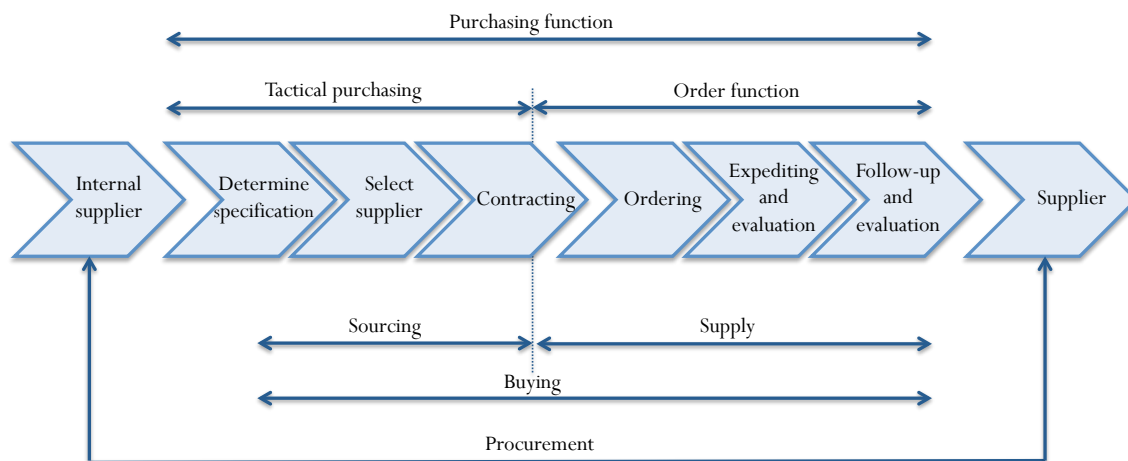 Purchasing function
Tactical purchasing
Order function
Internal
supplier
Determine
specification
Select
supplier
Contracting
Ordering
Expediting
and
evaluation
Follow-up
and
evaluation
Supplier
Sourcing
Supply
Buying
Procurement